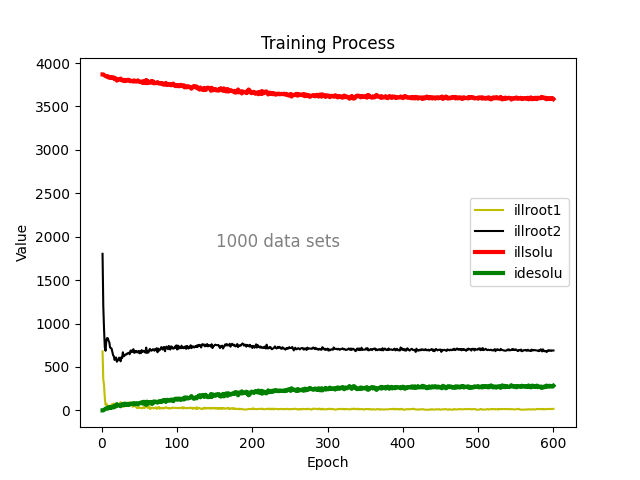 Training Process
4000
3500
3000
2500
2000
1500
1000
500
0
Value
1000 data sets
illroot1
illroot2
illsolu
idesolu
0 100 200 300 400 500 600
Epoch